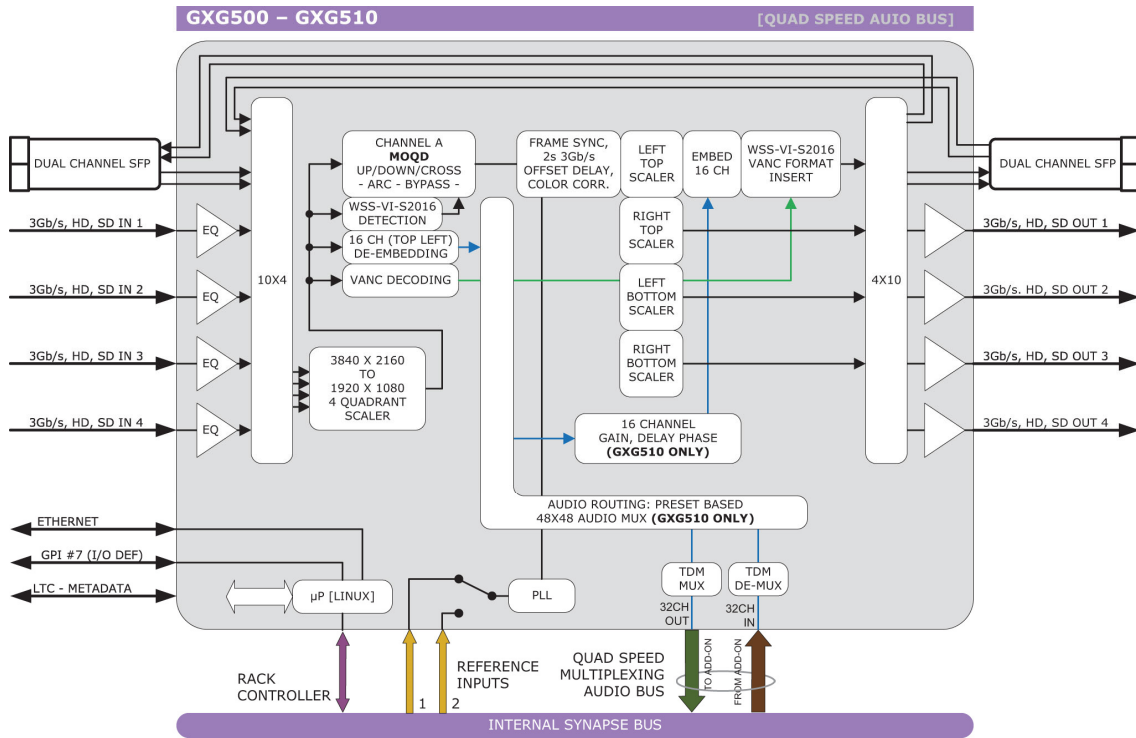 GXG500 – GXG510
[QUAD SPEED AUIO BUS]
DUAL CHANNEL SFP
3Gb/s, HD, SD IN 1
3Gb/s, HD, SD IN 2
3Gb/s, HD, SD IN 3
3Gb/s, HD, SD IN 4
EQ
EQ
EQ
EQ
10X4
CHANNEL A
MOQD
UP/DOWN/CROSS
- ARC - BYPASS -
WSS-VI-S2016
DETECTION
16 CH (TOP LEFT)
DE-EMBEDDING
VANC DECODING
3840 X 2160
TO
1920 X 1080
4 QUADRANT
SCALER
FRAME SYNC,
2s 3Gb/s
OFFSET DELAY,
COLOR CORR.
LEFT
TOP
SCALER
EMBED
16 CH
WSS-VI-S2016
VANC FORMAT
INSERT
RIGHT
TOP
SCALER
LEFT
BOTTOM
SCALER
RIGHT
BOTTOM
SCALER
16 CHANNEL
GAIN, DELAY PHASE
(GXG510 ONLY)
4X10
DUAL CHANNEL SFP
3Gb/s, HD, SD OUT 1
3Gb/s. HD, SD OUT 2
3Gb/s, HD, SD OUT 3
3Gb/s, HD, SD OUT 4
AUDIO ROUTING: PRESET BASED
48X48 AUDIO MUX (GXG510 ONLY)
ETHERNET
GPI #7 (I/O DEF)
LTC - METADATA
µP [LINUX]
PLL
TDM
MUX
TDM
DE-MUX
32CH
OUT
32CH
IN
RACK
CONTROLLER
1
2
REFERENCE
INPUTS
QUAD SPEED
MULTIPLEXING
AUDIO BUS
TO ADD-ON
FROM ADD-ON
INTERNAL SYNAPSE BUS